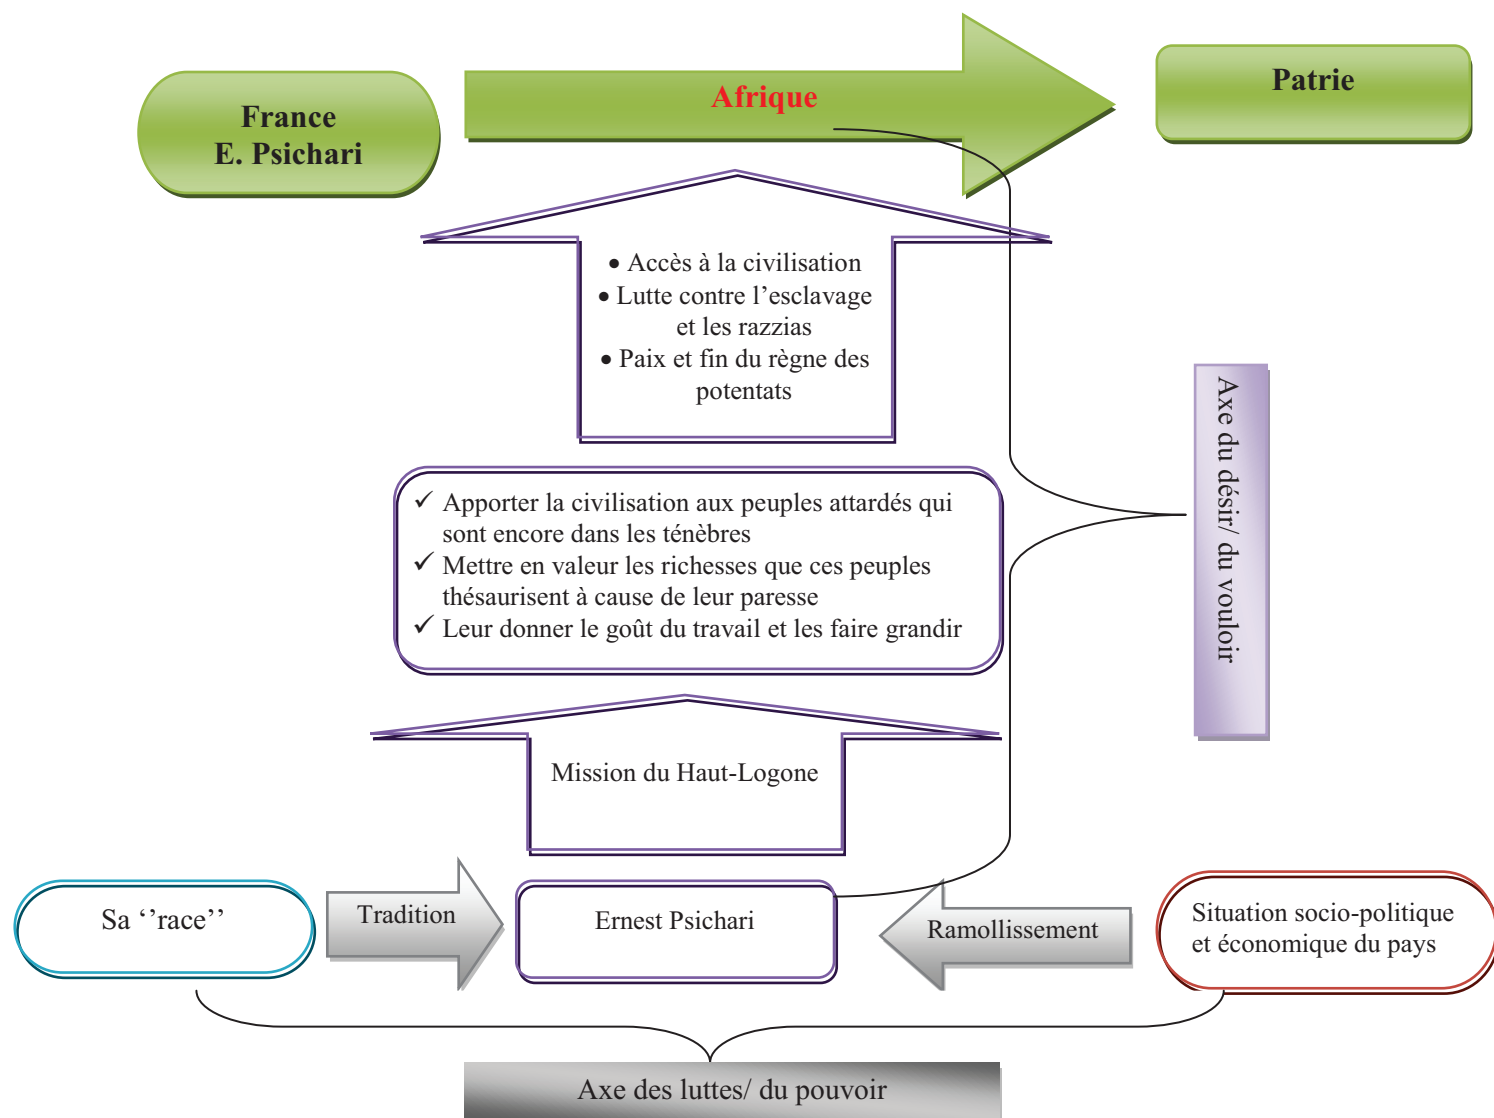 France
E. Psichari
Afrique
Patrie
• Accès à la civilisation
• Lutte contre l’esclavage
et les razzias
• Paix et fin du règne des
potentats
✓ Apporter la civilisation aux peuples attardés qui
sont encore dans les ténèbres
✓ Mettre en valeur les richesses que ces peuples
thésaurisent à cause de leur paresse
✓ Leur donner le goût du travail et les faire grandir
Axe du désir/ du vouloir
Mission du Haut-Logone
Sa ‘’race’’
Tradition
Ernest Psichari
Ramollissement
Situation socio-politique
et économique du pays
Axe des luttes/ du pouvoir